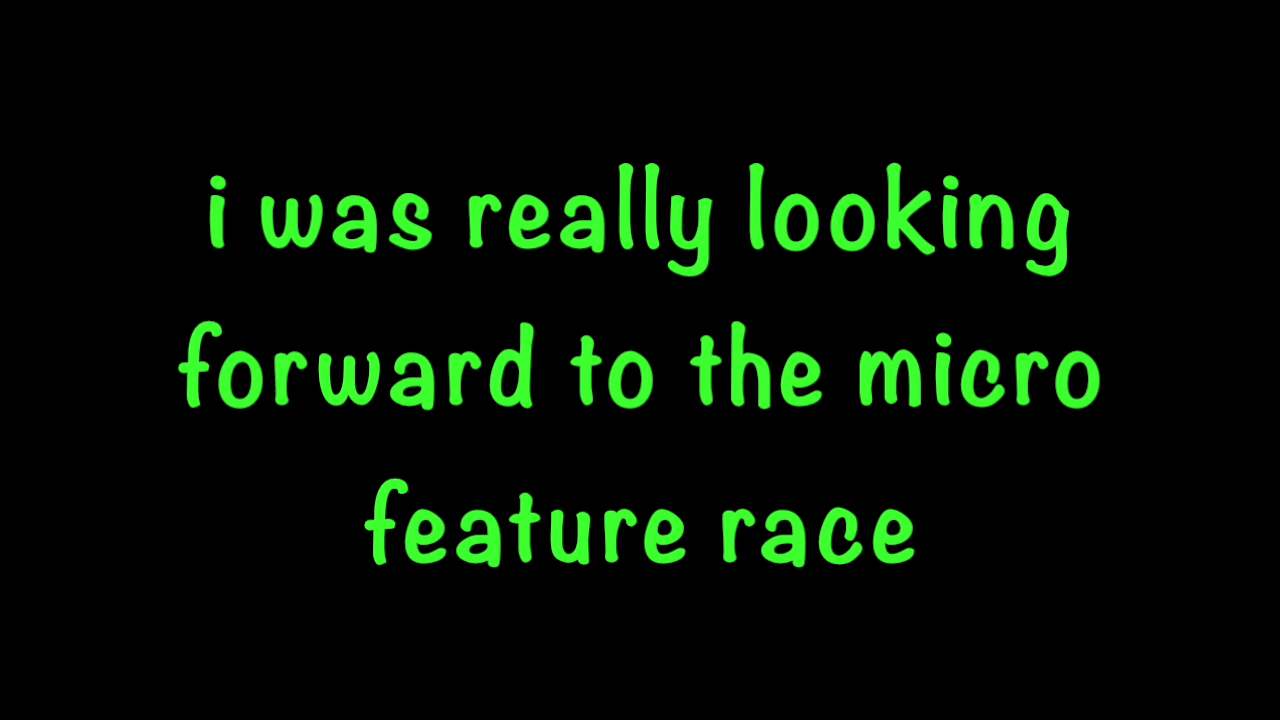 i was really looking
forward to the micro
feature race